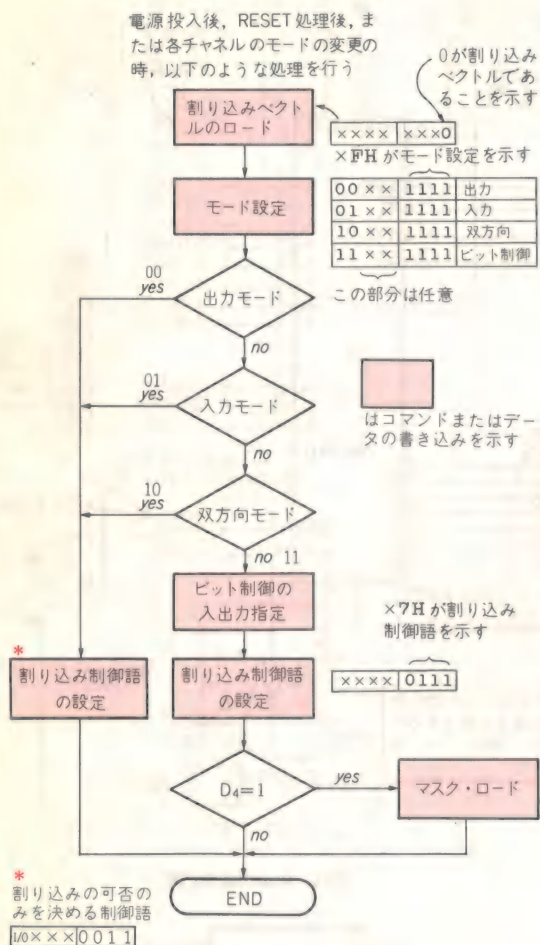 電源投入後, RESET 処理後, ま
たは各チャネルのモードの変更の
時, 以下のような処理を行う
0が割り込み
ベクトルであ
ることを示す
割り込みベクト
ルのロード
×××× ×××0
×FHがモード設定を示す
モード設定
00×× 1111 出力
01×× 1111 入力
10×× 1111 双方向
11×× 1111 ビット制御
この部分は任意
00
yes
出力モード
no
01
yes
入力モード
no
はコマンドまたはデー
タの書き込みを示す
10
yes
双方向モード
no 11
ビット制御の
入出力指定
×7Hが割り込み
制御語を示す
*
割り込み制御語
の設定
割り込み制御語
の設定
×××× 0111
D4=1
yes
マスク・ロード
no
END
*
割り込みの可否の
みを決める制御語
1/0××× 0011